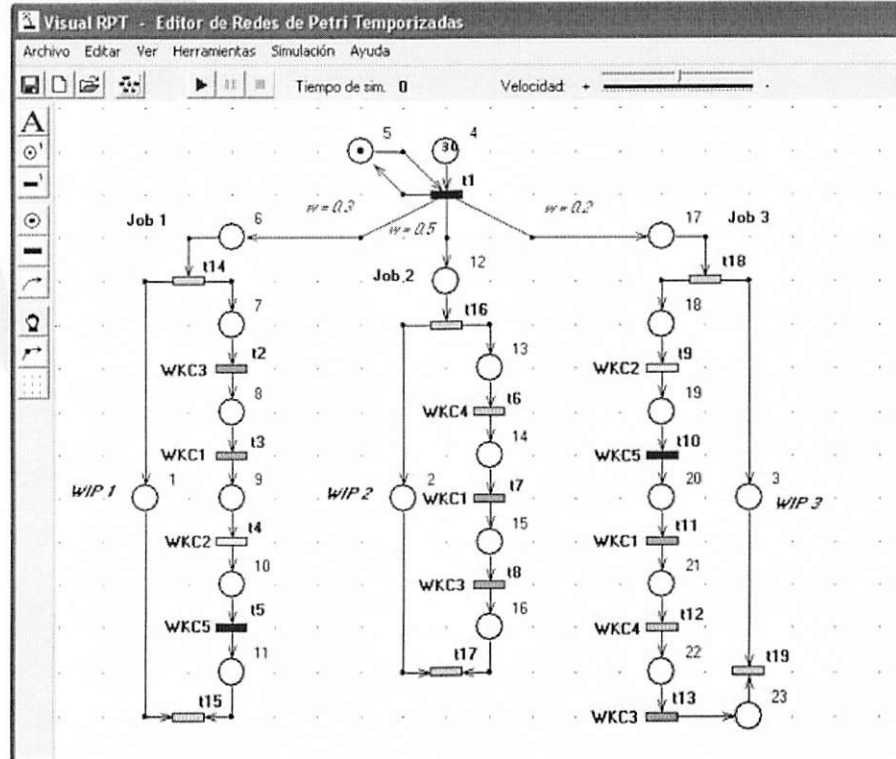 Visual RPT - Editor de Redes de Petri Temporizadas
Archivo Editar Ver Herramientas Simulación Ayuda
Tiempo de sim. 0 Velocidad: + -
A
5 4
30
t1
w = 0.3 w = 0.5 w = 0.2
Job 1 6 17 Job 3
12
Job 2
t14 t18
t16
7 18
13
t2 t9
WKC3 WKC2
8 19
t6
WKC4
14
t3 t10
WKC1 WKC5
WIP 1 1 9 WIP 2 2 20 3 WIP 3
t7
WKC1
15
t4 t11
WKC2 WKC1
10 21
t8
WKC3
16
t5 t12
WKC5 WKC4
11 22
t17 t19
t15 t13 23
WKC3